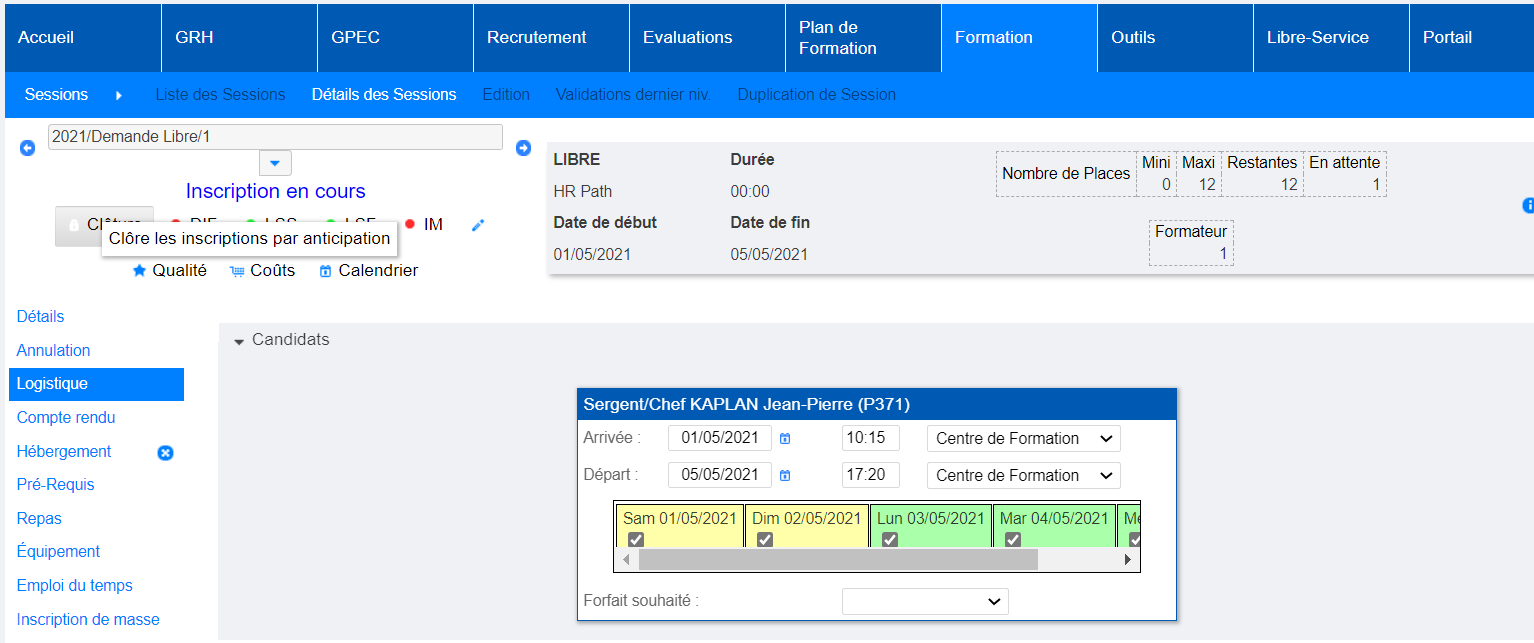 Accueil GRH GPEC Recrutement Evaluations Plan de Formation Formation Outils Libre-Service Portail
Sessions Liste des Sessions Détails des Sessions Edition Validations dernier niv. Duplication de Session
2021/Demande Libre/1
Inscription en cours
IM
Clôre les inscriptions par anticipation
Qualité Coûts Calendrier
LIBRE Durée
HR Path 00:00
Date de début Date de fin
01/05/2021 05/05/2021
Nombre de Places Mini Maxi Restantes En attente
0 12 12 1
Formateur
1
Détails
Annulation
Logistique
Compte rendu
Hébergement
Pré-Requis
Repas
Équipement
Emploi du temps
Inscription de masse
Candidats
Sergent/Chef KAPLAN Jean-Pierre (P371)
Arrivée : 01/05/2021 10:15 Centre de Formation
Départ : 05/05/2021 17:20 Centre de Formation
Sam 01/05/2021 Dim 02/05/2021 Lun 03/05/2021 Mar 04/05/2021
Forfait souhaité :